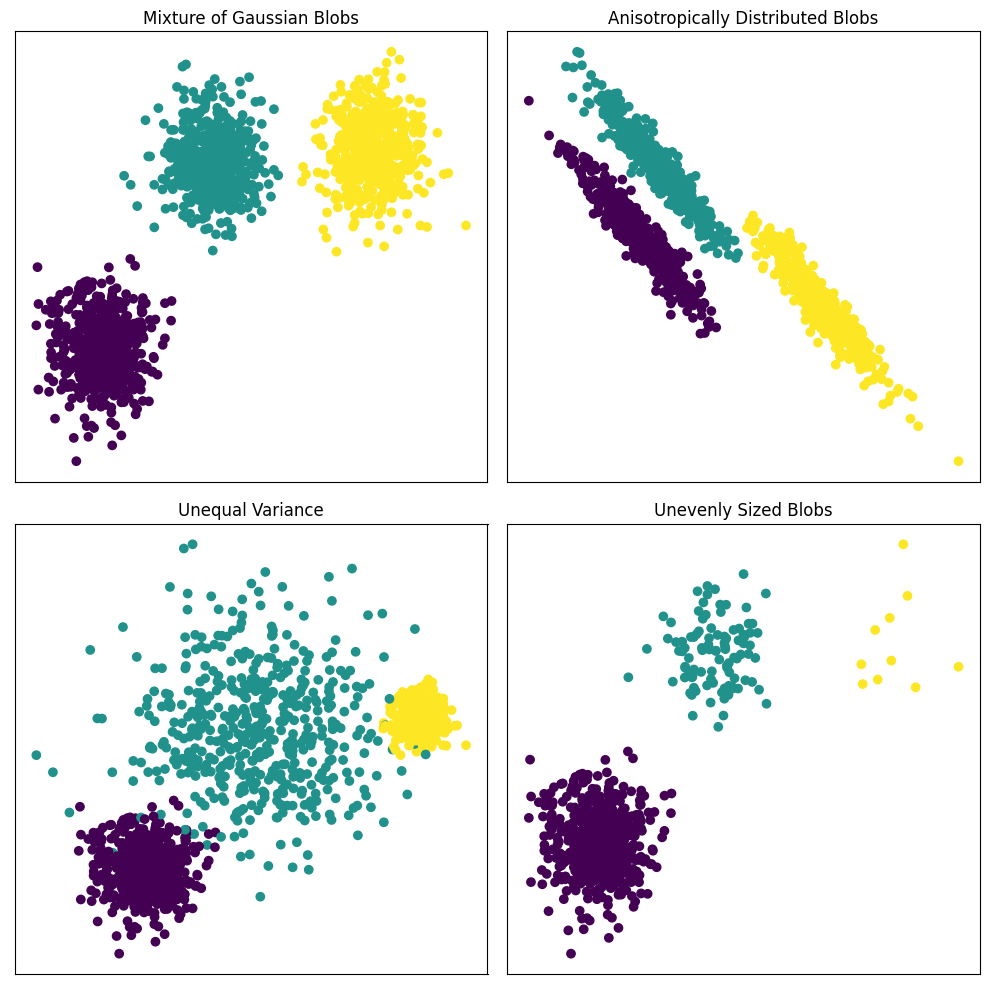 Mixture of Gaussian Blobs
Anisotropically Distributed Blobs
Unequal Variance
Unevenly Sized Blobs